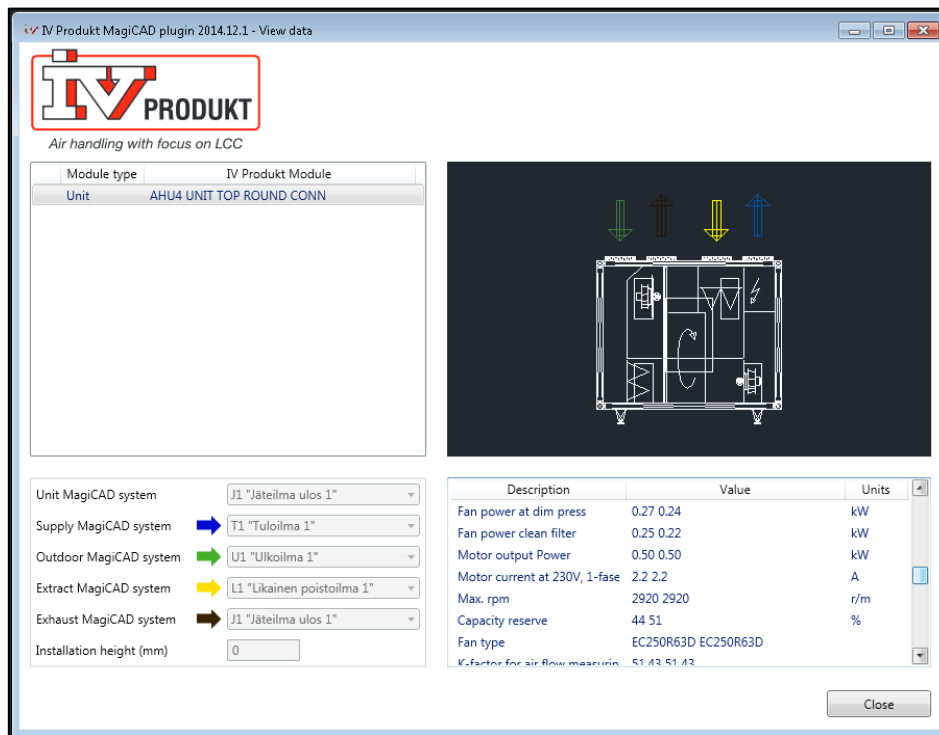 IV Produkt MagiCAD plugin 2014.12.1 - View data
IV PRODUKT
Air handling with focus on LCC
Module type IV Produkt Module
Unit AHU4 UNIT TOP ROUND CONN
Unit MagiCAD system J1 "Jäteilma ulos 1"
Supply MagiCAD system T1 "Tuloilma 1"
Outdoor MagiCAD system U1 "Ulkoilma 1"
Extract MagiCAD system L1 "Likainen poistoilma 1"
Exhaust MagiCAD system J1 "Jäteilma ulos 1"
Installation height (mm) 0
Description Value Units
Fan power at dim press 0.27 0.24 kW
Fan power clean filter 0.25 0.22 kW
Motor output Power 0.50 0.50 kW
Motor current at 230V, 1-fase 2.2 2.2 A
Max. rpm 2920 2920 r/m
Capacity reserve 44 51 %
Fan type EC250R63D EC250R63D
K-factor for air flow measurin 51.43 51.43
Close